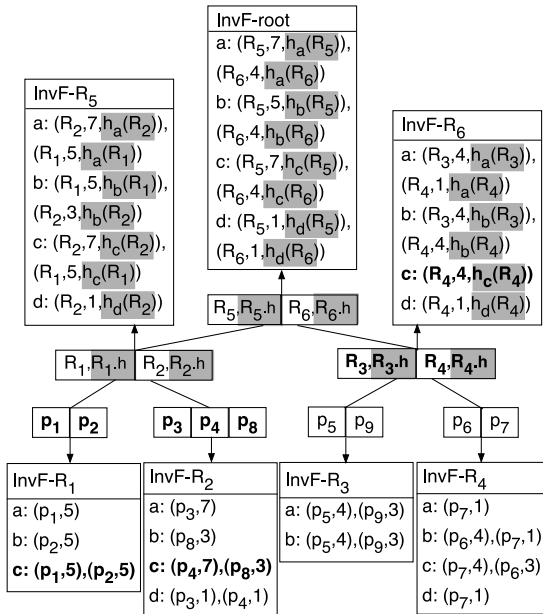 InvF-root
a: (R5,7,ha(R5)),
(R6,4,ha(R6))
b: (R5,5,hb(R5)),
(R6,4,hb(R6))
c: (R5,7,hc(R5)),
(R6,4,hc(R6))
d: (R5,1,hd(R5)),
(R6,1,hd(R6))
InvF-R5
a: (R2,7,ha(R2)),
(R1,5,ha(R1))
b: (R1,5,hb(R1)),
(R2,3,hb(R2))
c: (R2,7,hc(R2)),
(R1,5,hc(R1))
d: (R2,1,hd(R2))
InvF-R6
a: (R3,4,ha(R3)),
(R4,1,ha(R4))
b: (R3,4,hb(R3)),
(R4,4,hb(R4))
c: (R4,4,hc(R4))
d: (R4,1,hd(R4))
R5,R5.h R6,R6.h
R1,R1.h R2,R2.h
R3,R3.h R4,R4.h
p1 p2
p3 p4 p8
p5 p9
p6 p7
InvF-R1
a: (p1,5)
b: (p2,5)
c: (p1,5),(p2,5)
InvF-R2
a: (p3,7)
b: (p8,3)
c: (p4,7),(p8,3)
d: (p3,1),(p4,1)
InvF-R3
a: (p5,4),(p9,3)
b: (p5,4),(p9,3)
InvF-R4
a: (p7,1)
b: (p6,4),(p7,1)
c: (p7,4),(p6,3)
d: (p7,1)